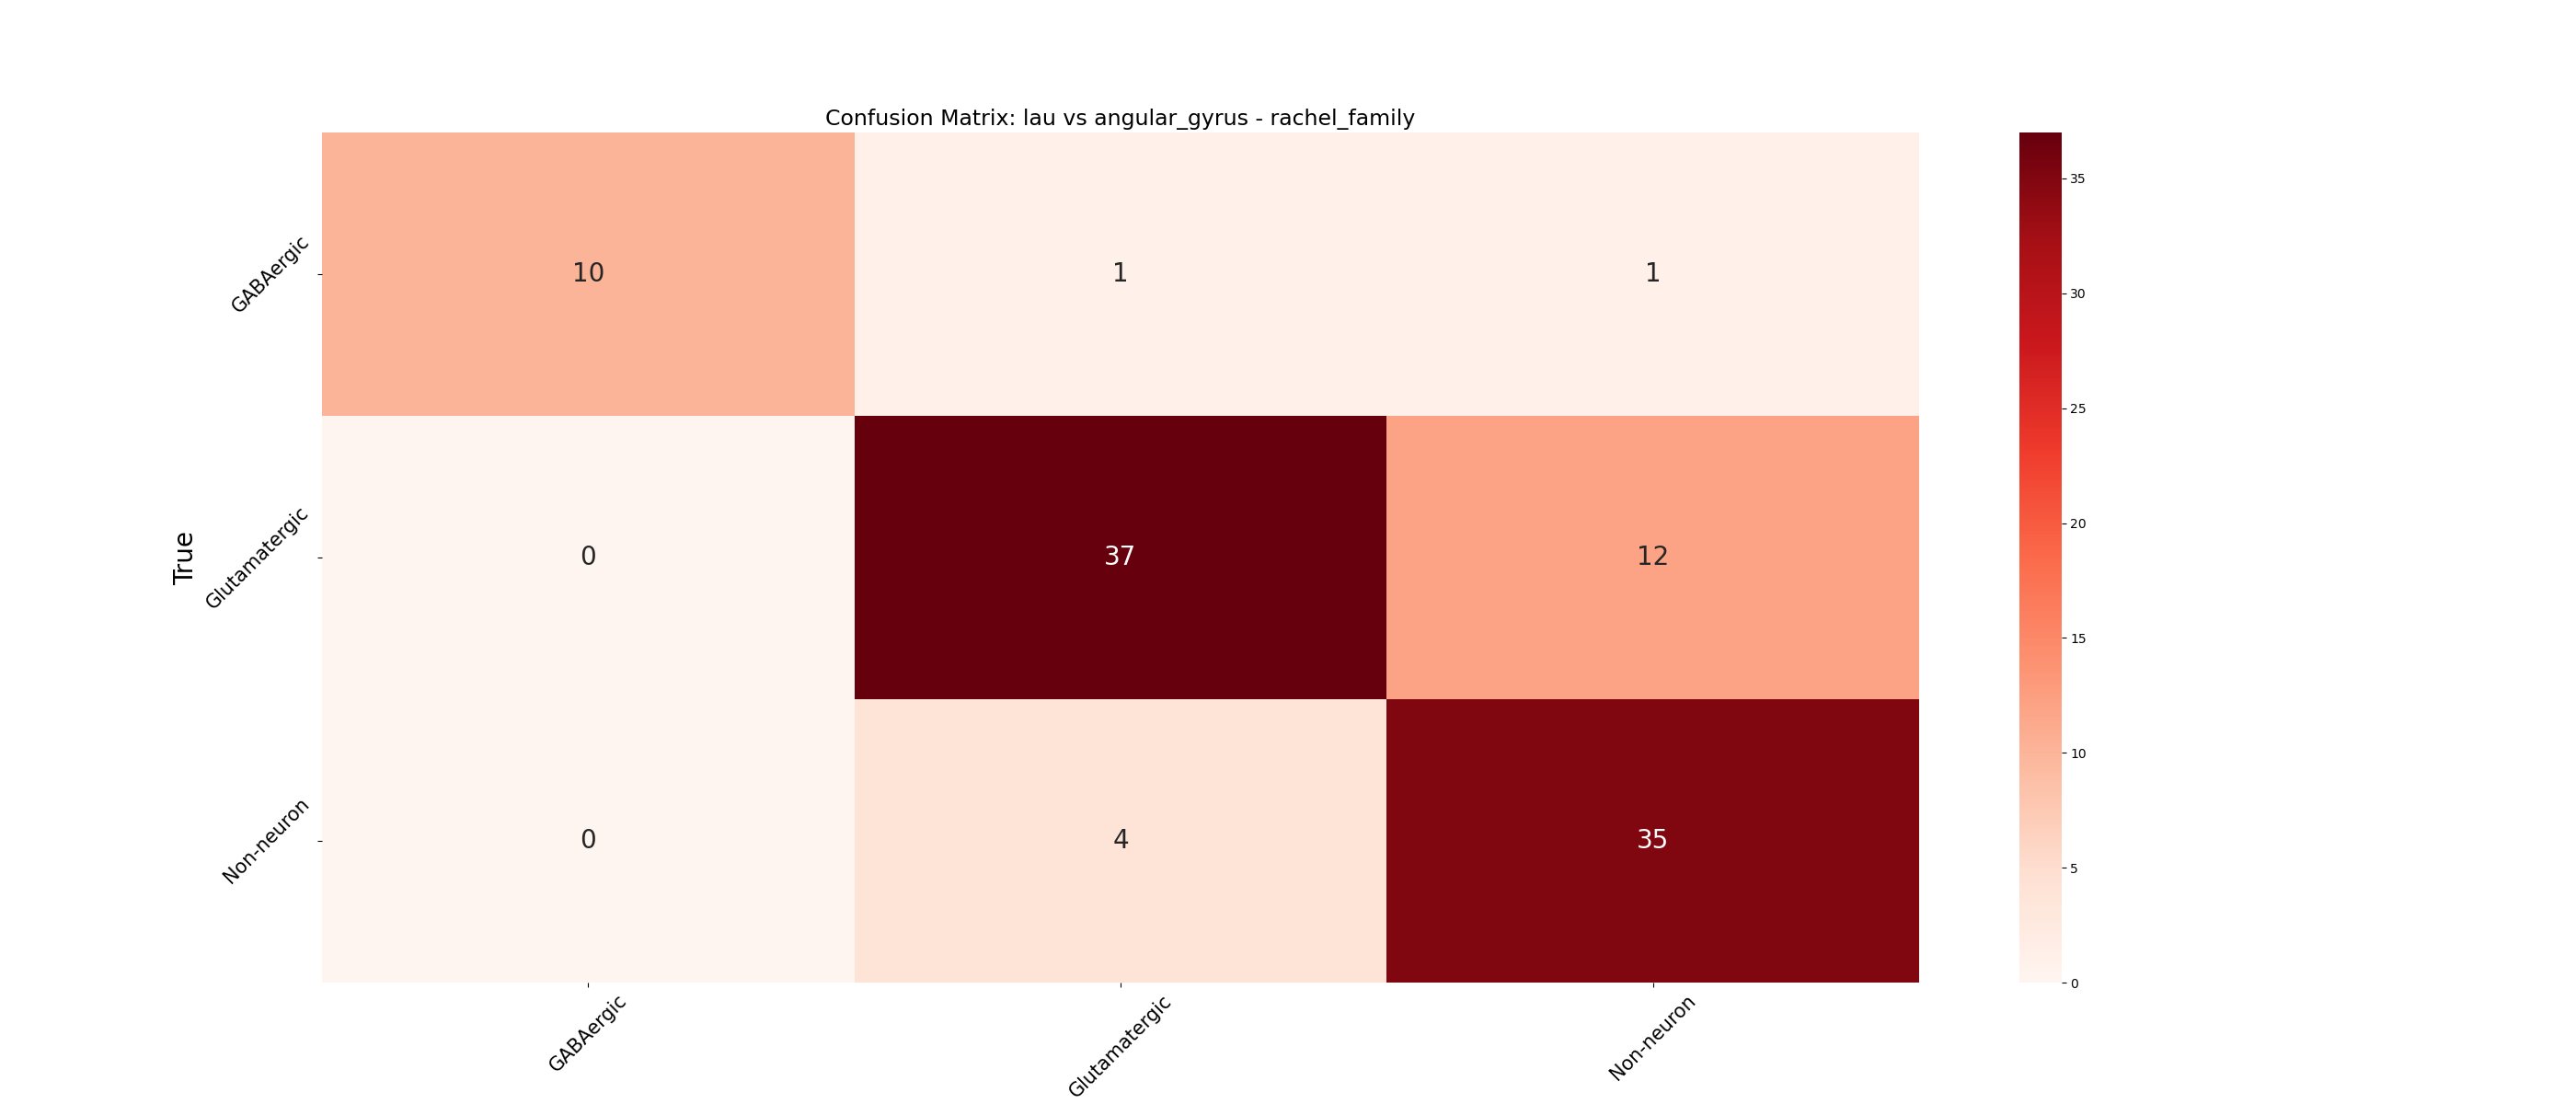 Confusion Matrix: lau vs angular_gyrus - rachel_family
True
GABAergic
10 1 1
Glutamatergic
0 37 12
Non-neuron
0 4 35
GABAergic Glutamatergic Non-neuron
35
30
25
20
15
10
5
0